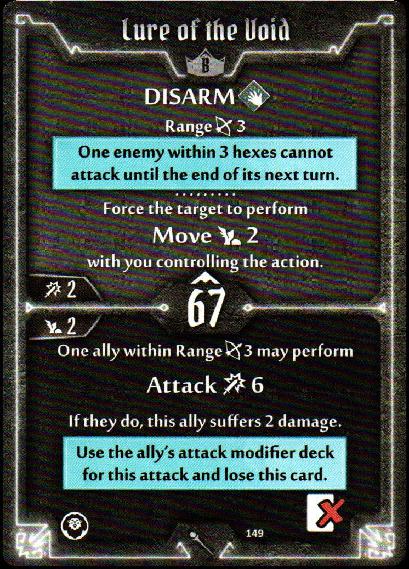 Lure of the Void
B
DISARM
Range 3
One enemy within 3 hexes cannot
attack until the end of its next turn.
Force the target to perform
Move 2
with you controlling the action.
2
67
2
One ally within Range 3 may perform
Attack 6
If they do, this ally suffers 2 damage.
Use the ally's attack modifier deck
for this attack and lose this card.
149